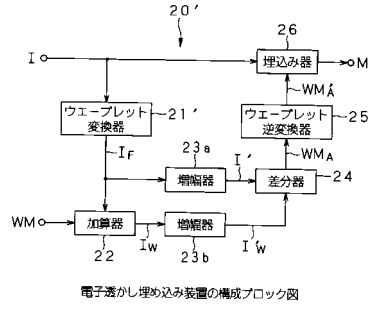 20'
26
I
埋込み器
M
WM'A
ウエーブレット
変換器
21'
ウエーブレット
逆変換器
25
IF
23a
I'
WMA
増幅器
差分器
24
WM
加算器
IW
増幅器
I'W
22
23b
電子透かし埋め込み装置の構成ブロック図